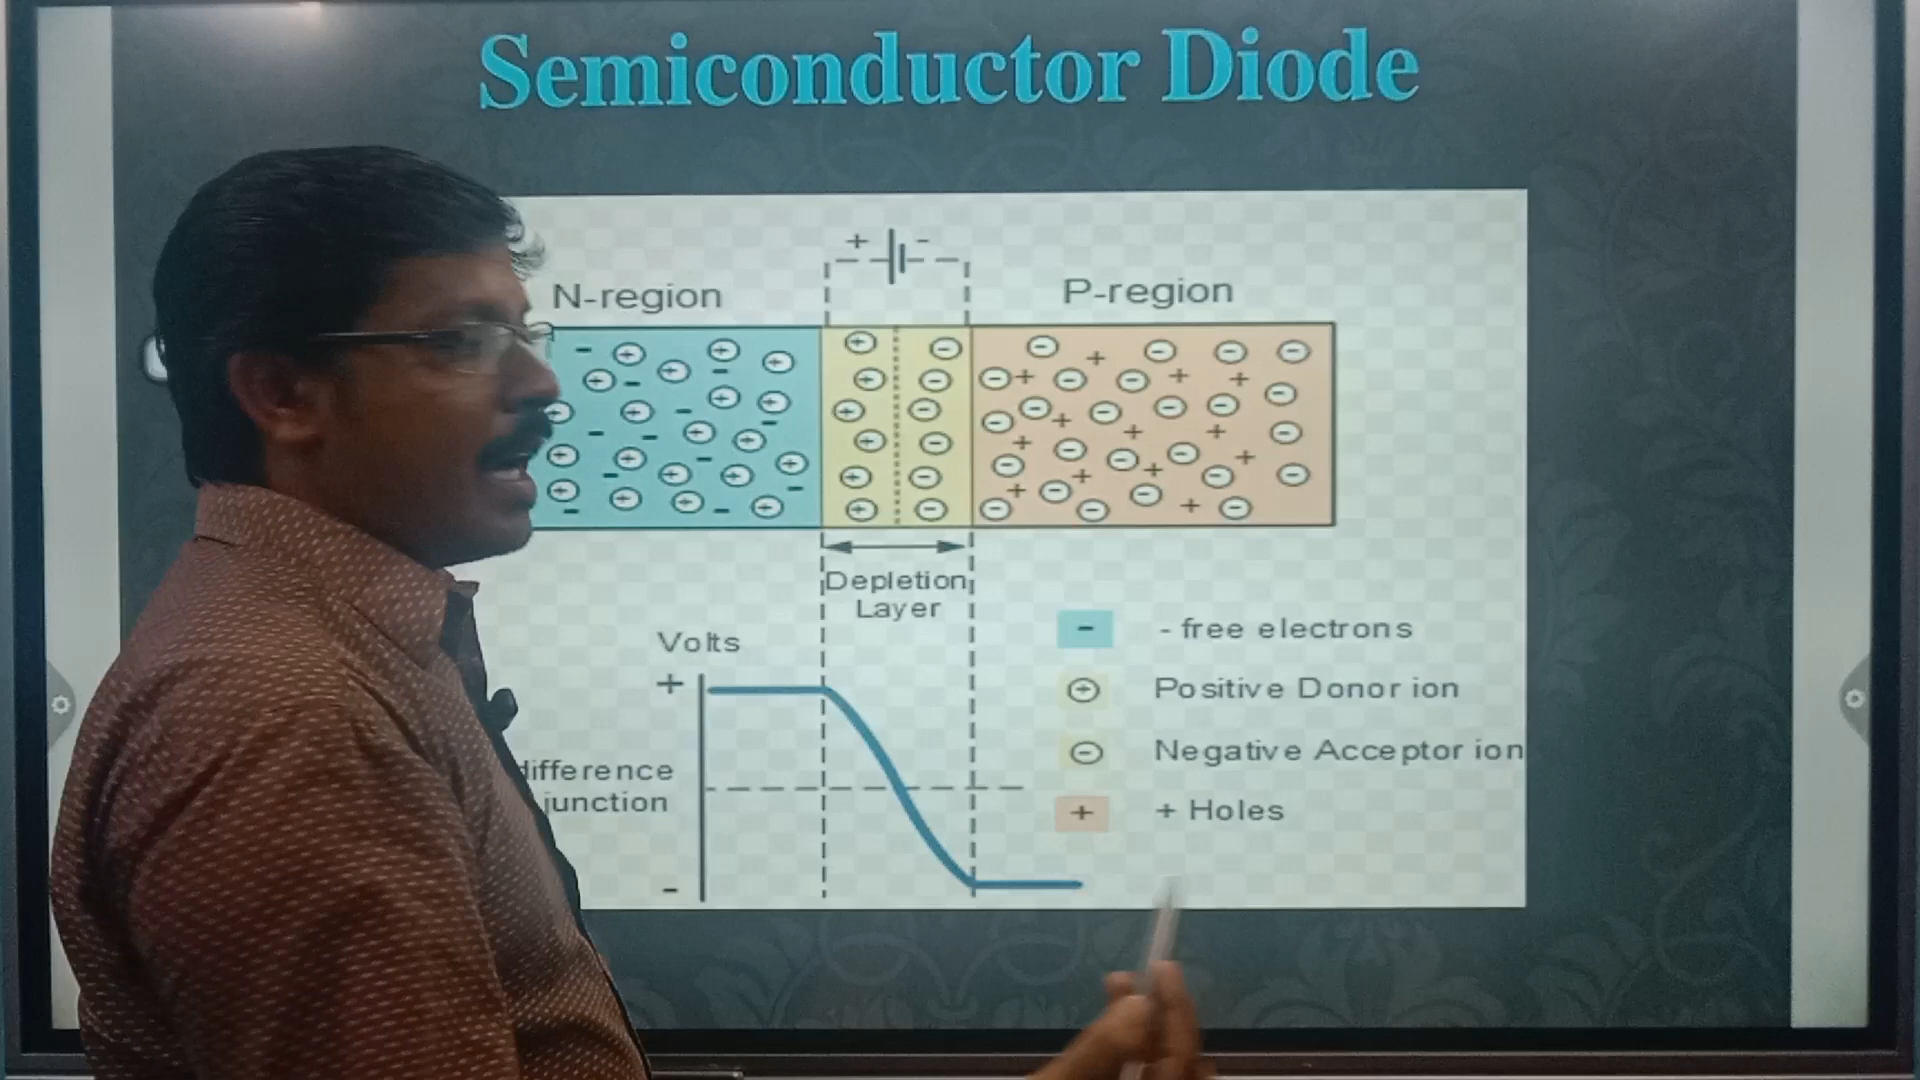 Semiconductor Diode
+ -
N-region
P-region
Depletion
Layer
Volts
+
difference
junction
-
- - free electrons
+ Positive Donor ion
- Negative Acceptor ion
+ + Holes